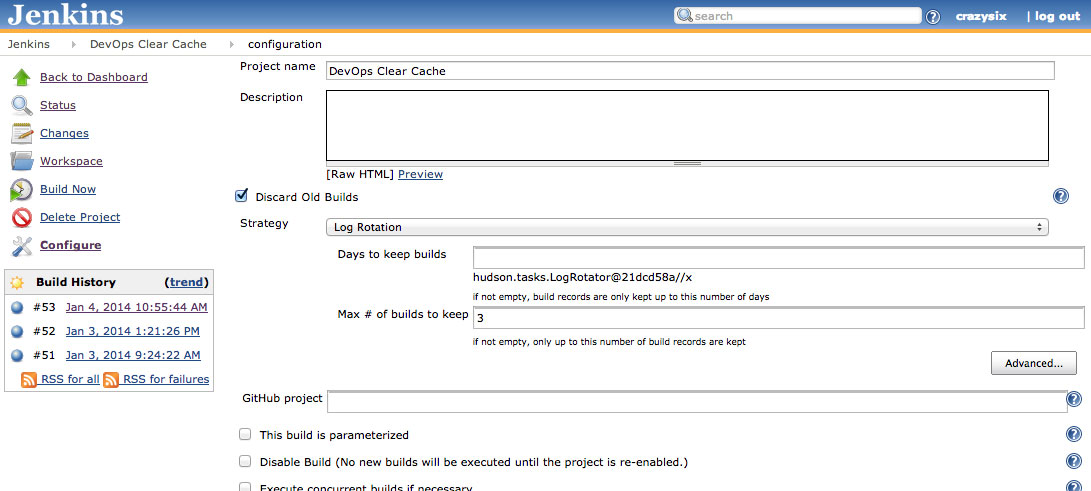 Jenkins
search
?
crazysix
| log out
Jenkins
DevOps Clear Cache
configuration
Back to Dashboard
Status
Changes
Workspace
Build Now
Delete Project
Configure
Build History
(trend)
#53 Jan 4, 2014 10:55:44 AM
#52 Jan 3, 2014 1:21:26 PM
#51 Jan 3, 2014 9:24:22 AM
RSS for all
RSS for failures
Project name
DevOps Clear Cache
Description
[Raw HTML] Preview
Discard Old Builds
?
Strategy
Log Rotation
Days to keep builds
hudson.tasks.LogRotator@21dcd58a//x
if not empty, build records are only kept up to this number of days
Max # of builds to keep
3
if not empty, only up to this number of build records are kept
Advanced...
GitHub project
?
This build is parameterized
?
Disable Build (No new builds will be executed until the project is re-enabled.)
?
Execute concurrent builds if necessary
?